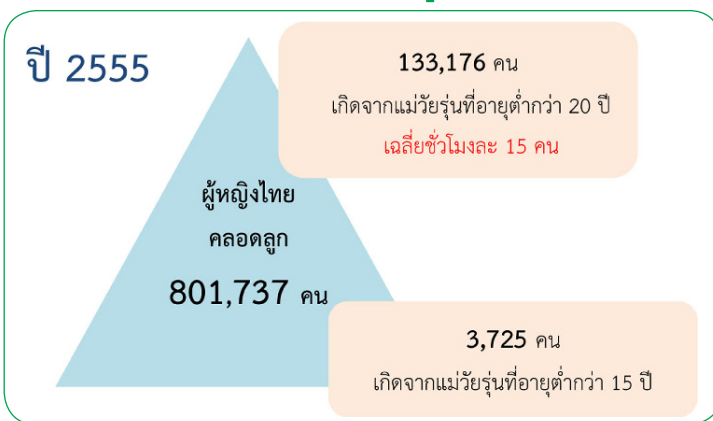 ปี 2555
133,176 คน
เกิดจากแม่วัยรุ่นที่อายุต่ำกว่า 20 ปี
เฉลี่ยชั่วโมงละ 15 คน
ผู้หญิงไทย
คลอดลูก
801,737 คน
3,725 คน
เกิดจากแม่วัยรุ่นที่อายุต่ำกว่า 15 ปี